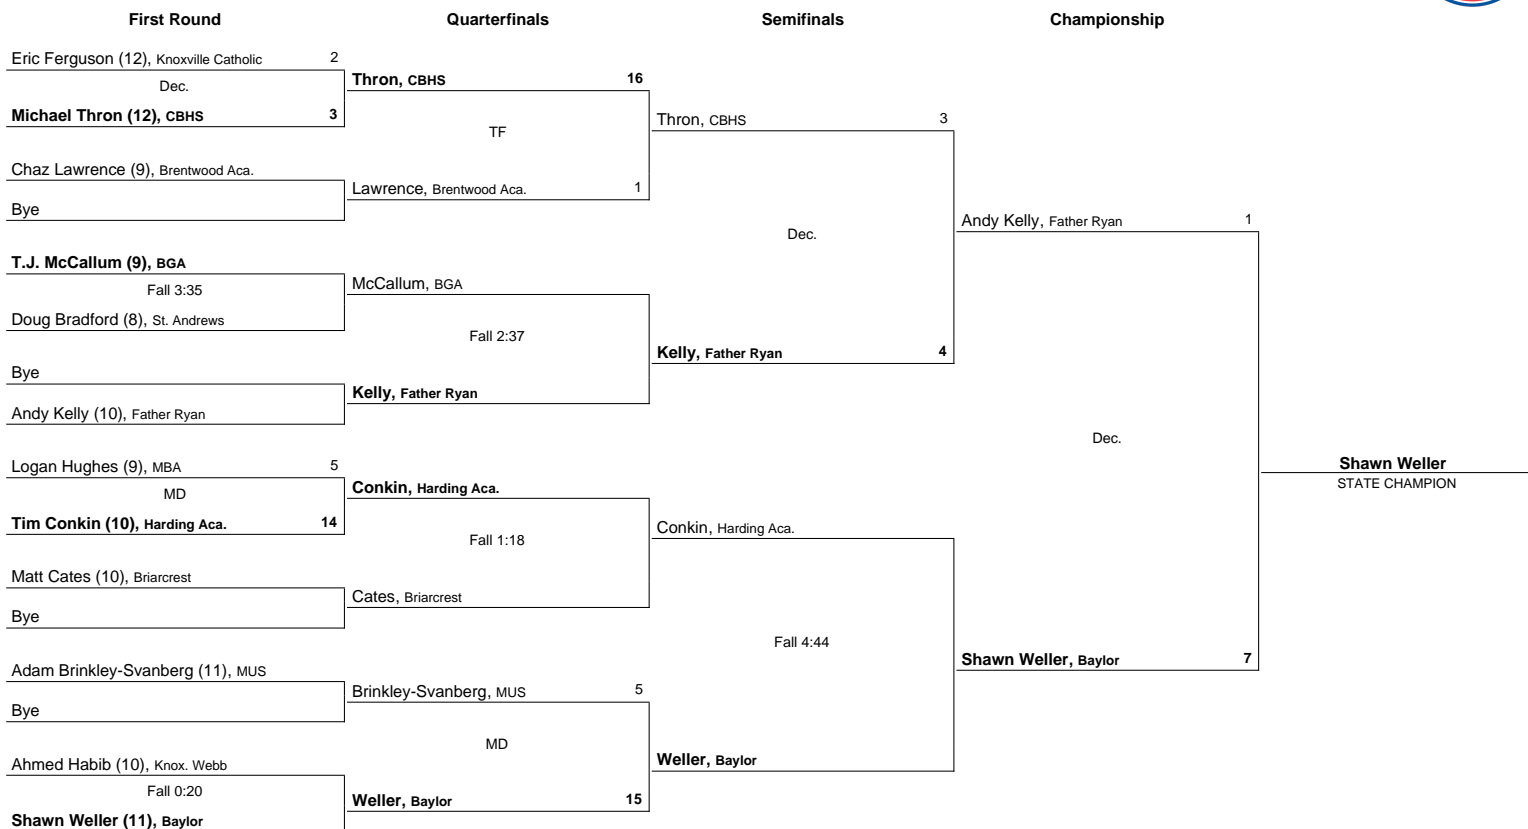 First Round Quarterfinals Semifinals Championship
Eric Ferguson (12), Knoxville Catholic 2
Dec.
Michael Thron (12), CBHS 3
Chaz Lawrence (9), Brentwood Aca.
Bye
T.J. McCallum (9), BGA
Fall 3:35
Doug Bradford (8), St. Andrews
Bye
Andy Kelly (10), Father Ryan
Logan Hughes (9), MBA 5
MD
Tim Conkin (10), Harding Aca. 14
Matt Cates (10), Briarcrest
Bye
Adam Brinkley-Svanberg (11), MUS
Bye
Ahmed Habib (10), Knox. Webb
Fall 0:20
Shawn Weller (11), Baylor
Thron, CBHS 16
TF
Lawrence, Brentwood Aca. 1
McCallum, BGA
Fall 2:37
Kelly, Father Ryan
Conkin, Harding Aca.
Fall 1:18
Cates, Briarcrest
Brinkley-Svanberg, MUS 5
MD
Weller, Baylor 15
Thron, CBHS 3
Dec.
Kelly, Father Ryan 4
Conkin, Harding Aca.
Fall 4:44
Weller, Baylor
Andy Kelly, Father Ryan 1
Dec.
Shawn Weller, Baylor 7
Shawn Weller
STATE CHAMPION